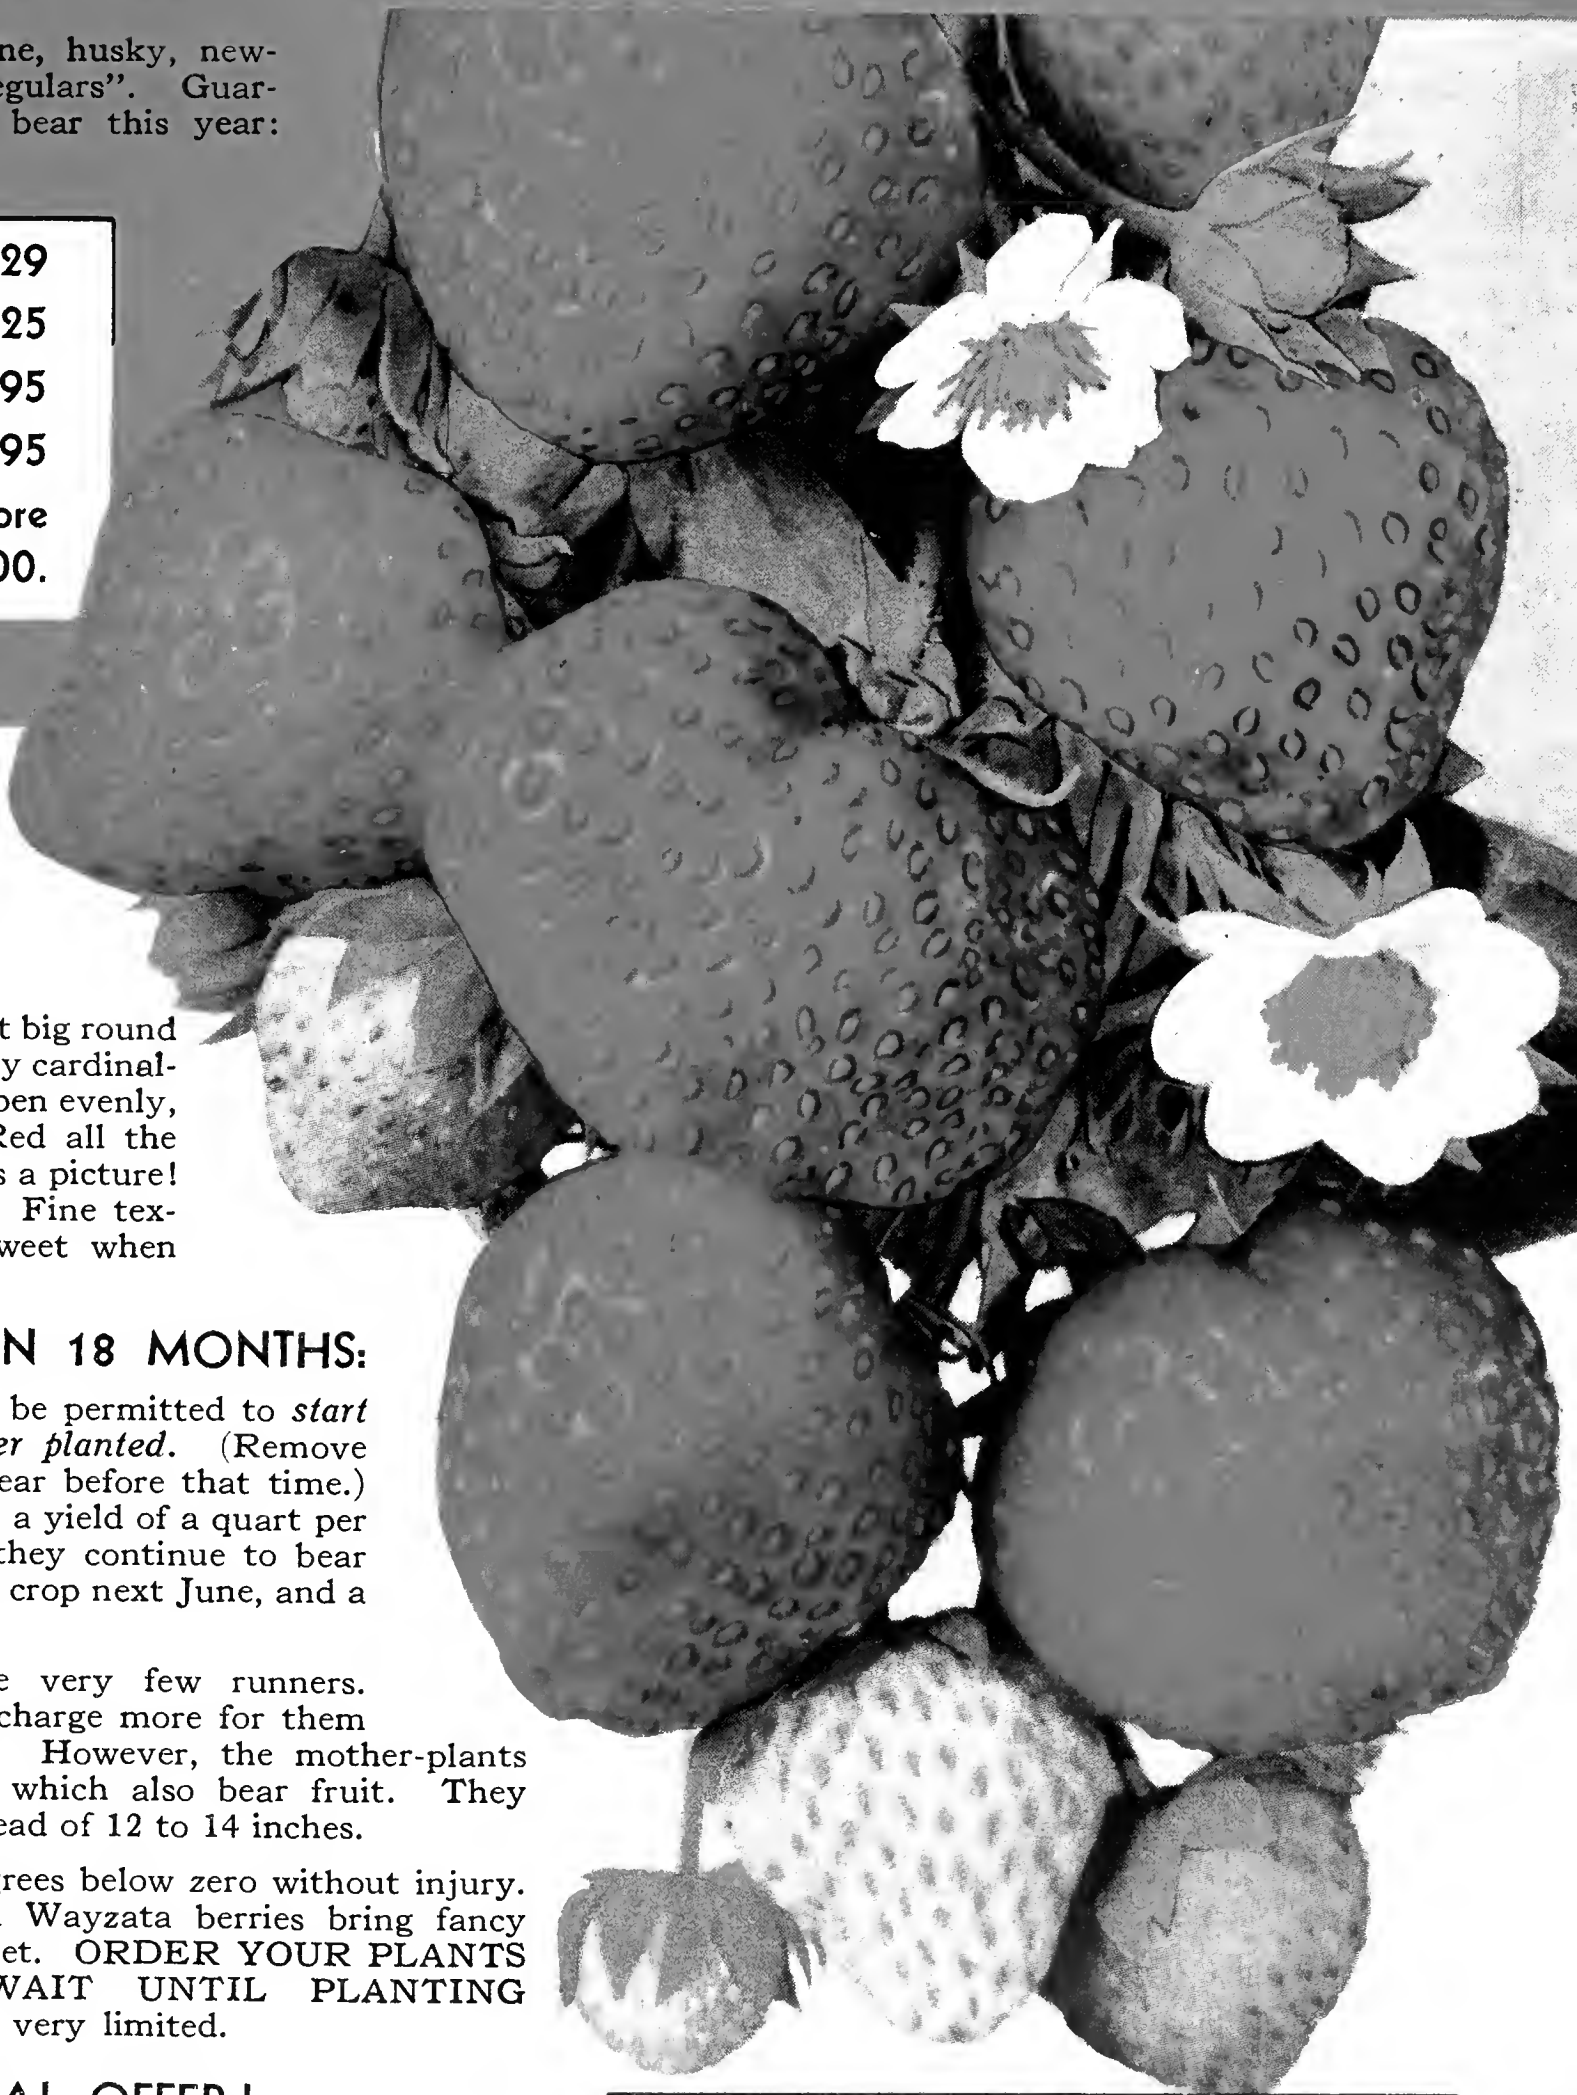 ne, husky, new-
egulars". Guar-
bear this year:
29
25
95
95
ore
00.
t big round
y cardinal-
pen evenly,
Red all the
s a picture!
Fine tex-
weet when
N 18 MONTHS:
be permitted to start
er planted. (Remove
ear before that time.)
a yield of a quart per
they continue to bear
crop next June, and a
e very few runners.
charge more for them
However, the mother-plants
which also bear fruit. They
ead of 12 to 14 inches.
grees below zero without injury.
Wayzata berries bring fancy
et. ORDER YOUR PLANTS
WAIT UNTIL PLANTING
very limited.
AL OFFER!